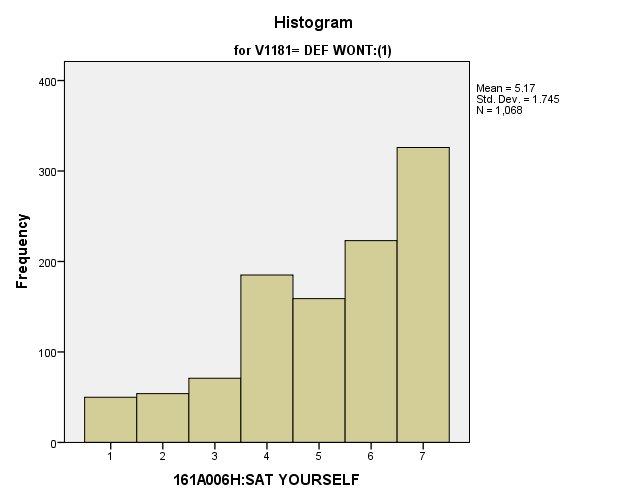 Histogram
for V1181= DEF WONT:(1)
Mean = 5.17
Std. Dev. = 1.745
N = 1,068
Frequency
400
300
200
100
0
1 2 3 4 5 6 7
161A006H:SAT YOURSELF